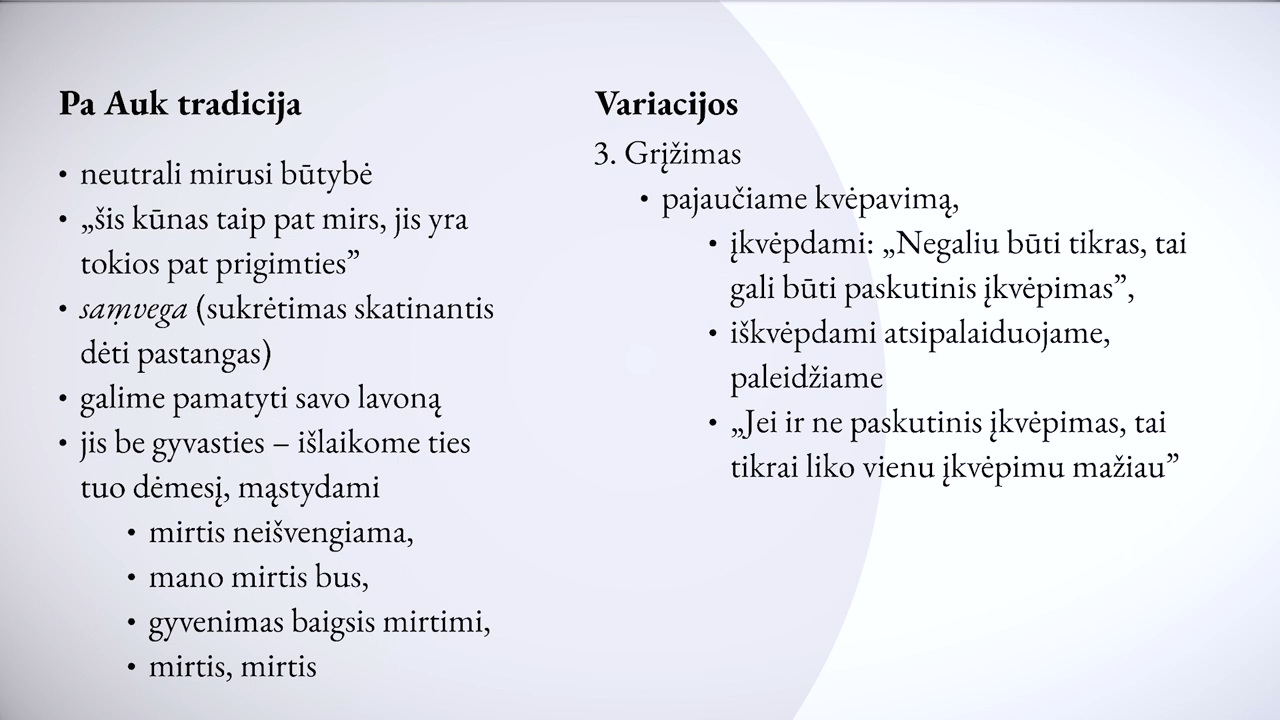 Pa Auk tradicija
• neutrali mirusi būtybė
• „šis kūnas taip pat mirs, jis yra
tokios pat prigimties”
• saṃvega (sukrėtimas skatinantis
dėti pastangas)
• galime pamatyti savo lavoną
• jis be gyvasties – išlaikome ties
tuo dėmesį, mąstydami
• mirtis neišvengiama,
• mano mirtis bus,
• gyvenimas baigsis mirtimi,
• mirtis, mirtis
Variacijos
3. Grįžimas
• pajaučiame kvėpavimą,
• įkvėpdami: „Negaliu būti tikras, tai
gali būti paskutinis įkvėpimas”,
• iškvėpdami atsipalaiduojame,
paleidžiame
• „Jei ir ne paskutinis įkvėpimas, tai
tikrai liko vienu įkvėpimu mažiau”